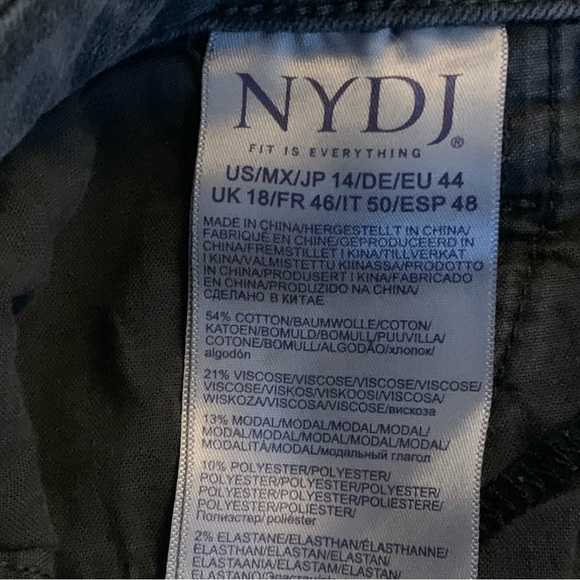 NYDJ®
FIT IS EVERYTHING
US/MX/JP 14/DE/EU 44
UK 18/FR 46/IT 50/ESP 48
MADE IN CHINA/HERGESTELLT IN CHINA/
FABRIQUÉ EN CHINE/GEPRODUCEERD IN
CHINA/FREMSTILLET I KINA/TILLVERKAT
I KINA/VALMISTETTU KIINASSA/PRODOTTO
IN CHINA/PRODUSERT I KINA/FABRICADO
EN CHINA/PRODUZIDO NA CHINA/
СДЕЛАНО В КИТАЕ
54% COTTON/BAUMWOLLE/COTON/
KATOEN/BOMULD/BOMULL/PUUVILLA/
COTONE/BOMULL/ALGODÃO/хлопок/
algodón
21% VISCOSE/VISCOSE/VISCOSE/VISCOSE/
VISCOSE/VISKOS/VISKOOSI/VISCOSA/
WISKOZA/VISCOSA/VISCOSE/вискоза
13% MODAL/MODAL/MODAL/MODAL/
MODAL/MODAL/MODAL/MODAL/MODAL/
MODALITÀ/MODAL/модальный глагол
10% POLYESTER/POLYESTER/
POLYESTER/POLYESTER/POLYESTER/
POLYESTER/POLYESTERI/POLIESTERE/
POLYESTER/POLIÉSTER/
Полиэстер/ poliéster
2% ELASTANE/ELASTHAN/ÉLASTHANNE/
ELASTHAN/ELASTAN/ELASTAN/
ELASTAANIA/ELASTAM/ELASTAN/